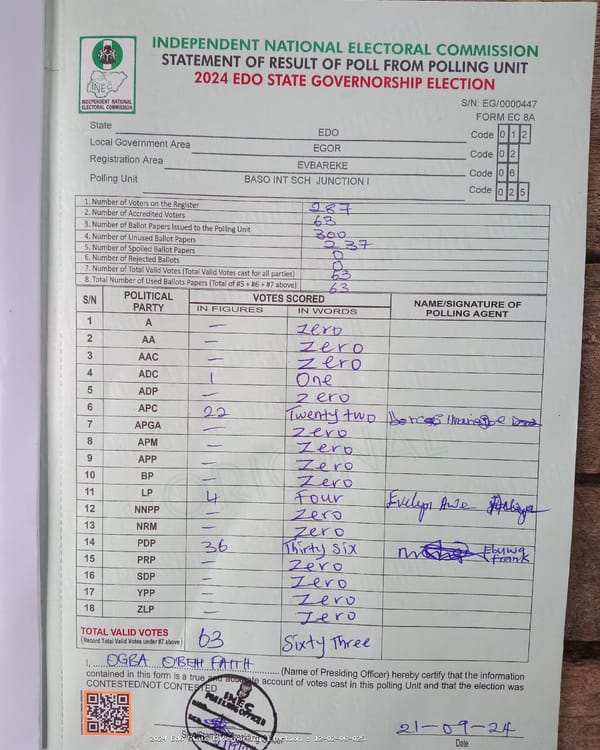 INDEPENDENT NATIONAL ELECTORAL COMMISSION
STATEMENT OF RESULT OF POLL FROM POLLING UNIT
2024 EDO STATE GOVERNORSHIP ELECTION
INEC
INDEPENDENT NATIONAL
ELECTORAL COMMISSION
S/N: EG/0000447
FORM EC 8A
State EDO Code 0 1 2
Local Government Area EGOR Code 0 2
Registration Area EVBAREKE Code 0 6
Polling Unit BASO INT SCH JUNCTION I Code 0 2 5
1. Number of Voters on the Register 287
2. Number of Accredited Voters 63
3. Number of Ballot Papers Issued to the Polling Unit 300
4. Number of Unused Ballot Papers 237
5. Number of Spoiled Ballot Papers 0
6. Number of Rejected Ballots 0
7. Number of Total Valid Votes (Total Valid Votes cast for all parties) 63
8. Total Number of Used Ballots Papers (Total of #5 + #6 + #7 above) 63
S/N POLITICAL PARTY VOTES SCORED NAME/SIGNATURE OF POLLING AGENT
IN FIGURES IN WORDS
1 A — zero
2 AA — zero
3 AAC — zero
4 ADC 1 One
5 ADP — zero
6 APC 22 Twenty two
7 APGA — zero
8 APM — zero
9 APP — zero
10 BP — zero
11 LP 4 Four Evelyn
12 NNPP — zero
13 NRM — zero
14 PDP 36 Thirty Six Frank
15 PRP — zero
16 SDP — zero
17 YPP — zero
18 ZLP — zero
TOTAL VALID VOTES 63 Sixty Three
(Record Total Valid Votes under #7 above)
I, OGBA OBEH FAITH (Name of Presiding Officer) hereby certify that the information
contained in this form is a true and accurate account of votes cast in this polling Unit and that the election was
CONTESTED/NOT CONTESTED
INEC
21-09-24
Officer Date